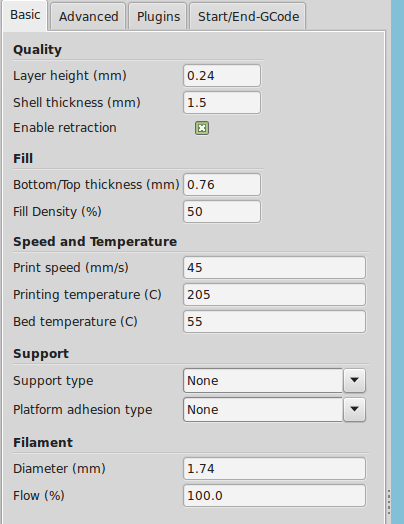 Basic Advanced Plugins Start/End-GCode
Quality
Layer height (mm) 0.24
Shell thickness (mm) 1.5
Enable retraction
Fill
Bottom/Top thickness (mm) 0.76
Fill Density (%) 50
Speed and Temperature
Print speed (mm/s) 45
Printing temperature (C) 205
Bed temperature (C) 55
Support
Support type None
Platform adhesion type None
Filament
Diameter (mm) 1.74
Flow (%) 100.0